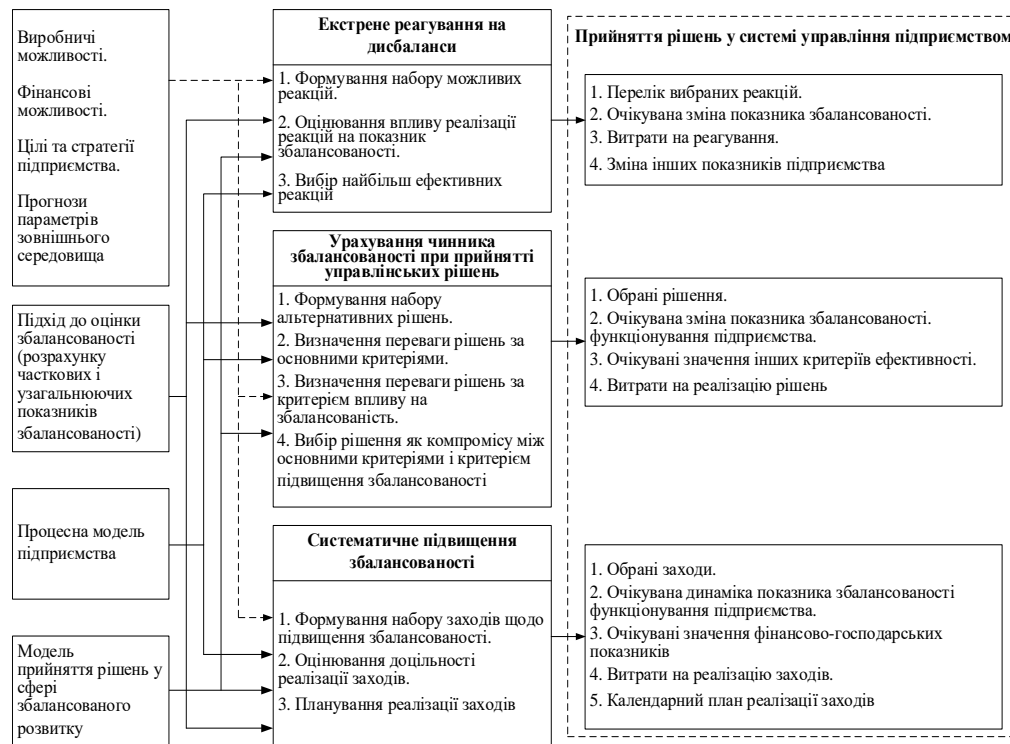 Виробничі
можливості.
Фінансові
можливості.
Цілі та стратегії
підприємства.
Прогнози
параметрів
зовнішнього
середовища
Підхід до оцінки
збалансованості
(розрахунку
часткових і
узагальнюючих
показників
збалансованості)
Процесна модель
підприємства
Модель
прийняття рішень у
сфері
збалансованого
розвитку
Екстрене реагування на
дисбаланси
1. Формування набору можливих
реакцій.
2. Оцінювання впливу реалізації
реакцій на показник
збалансованості.
3. Вибір найбільш ефективних
реакцій
Урахування чинника
збалансованості при прийнятті
управлінських рішень
1. Формування набору
альтернативних рішень.
2. Визначення переваги рішень за
основними критеріями.
3. Визначення переваги рішень за
критерієм впливу на
збалансованість.
4. Вибір рішення як компромісу між
основними критеріями і критерієм
підвищення збалансованості
Систематичне підвищення
збалансованості
1. Формування набору заходів щодо
підвищення збалансованості.
2. Оцінювання доцільності
реалізації заходів.
3. Планування реалізації заходів
Прийняття рішень у системі управління підприємством
1. Перелік вибраних реакцій.
2. Очікувана зміна показника збалансованості.
3. Витрати на реагування.
4. Зміна інших показників підприємства
1. Обрані рішення.
2. Очікувана зміна показника збалансованості.
функціонування підприємства.
3. Очікувані значення інших критеріїв ефективності.
4. Витрати на реалізацію рішень
1. Обрані заходи.
2. Очікувана динаміка показника збалансованості
функціонування підприємства.
3. Очікувані значення фінансово-господарських
показників
4. Витрати на реалізацію заходів.
5. Календарний план реалізації заходів